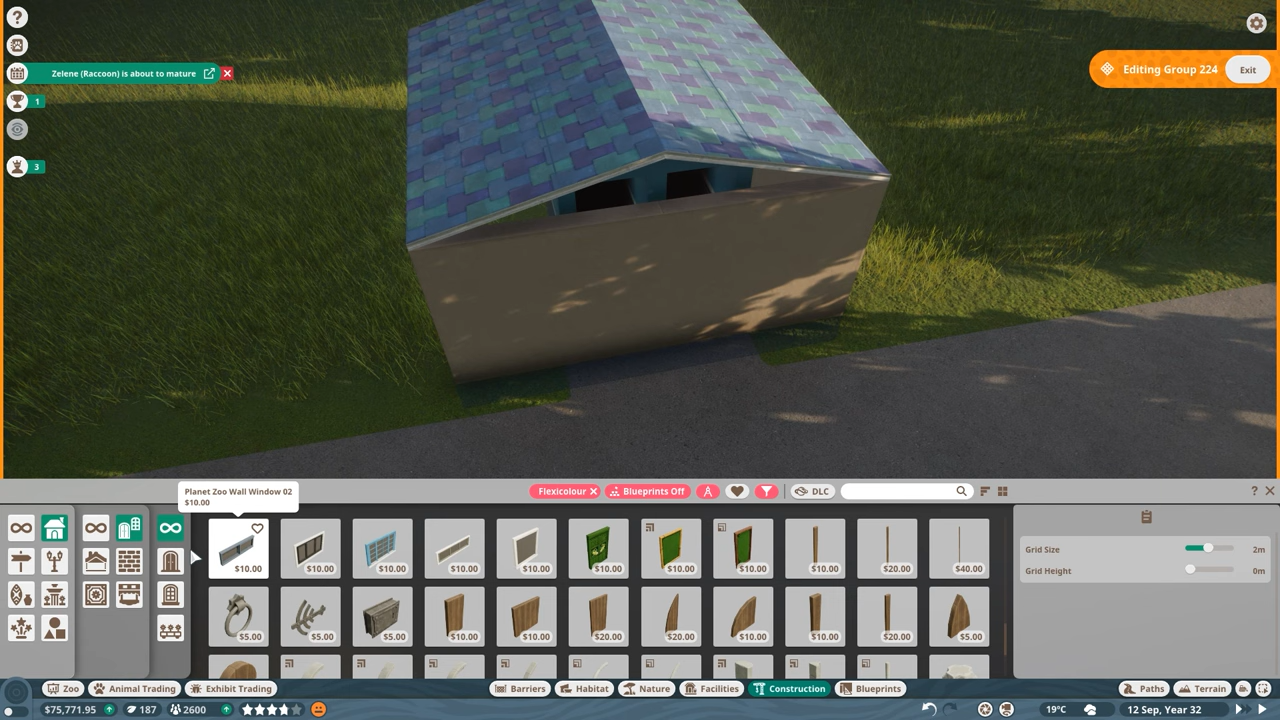 ?
Zelene (Raccoon) is about to mature
1
3
Editing Group 224
Exit
Planet Zoo Wall Window 02
$10.00
Flexicolour
Blueprints Off
DLC
?
$10.00
$10.00
$10.00
$10.00
$10.00
$10.00
$10.00
$10.00
$10.00
$20.00
$40.00
$5.00
$5.00
$5.00
$10.00
$10.00
$20.00
$20.00
$10.00
$10.00
$20.00
$5.00
Grid Size 2m
Grid Height 0m
Zoo
Animal Trading
Exhibit Trading
Barriers
Habitat
Nature
Facilities
Construction
Blueprints
Paths
Terrain
$75,771.95
187
2600
19°C
12 Sep, Year 32